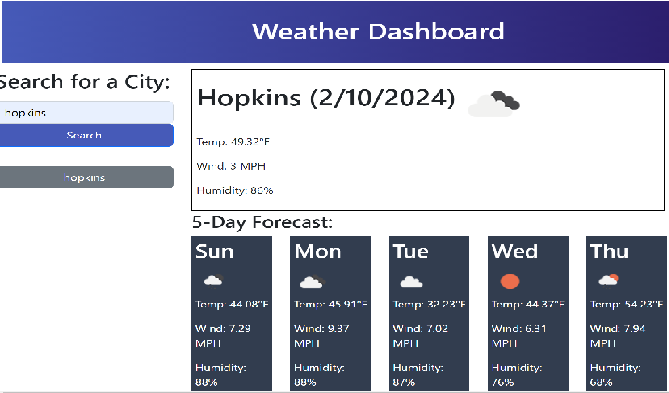 Weather Dashboard
Search for a City:
hopkins
Search
hopkins
Hopkins (2/10/2024)
Temp: 49.32°F
Wind: 3 MPH
Humidity: 86%
5-Day Forecast:
Sun
Temp: 44.08°F
Wind: 7.29
MPH
Humidity:
88%
Mon
Temp: 45.91°F
Wind: 9.37
MPH
Humidity:
88%
Tue
Temp: 32.23°F
Wind: 7.02
MPH
Humidity:
87%
Wed
Temp: 44.37°F
Wind: 6.31
MPH
Humidity:
76%
Thu
Temp: 54.23°F
Wind: 7.94
MPH
Humidity:
68%